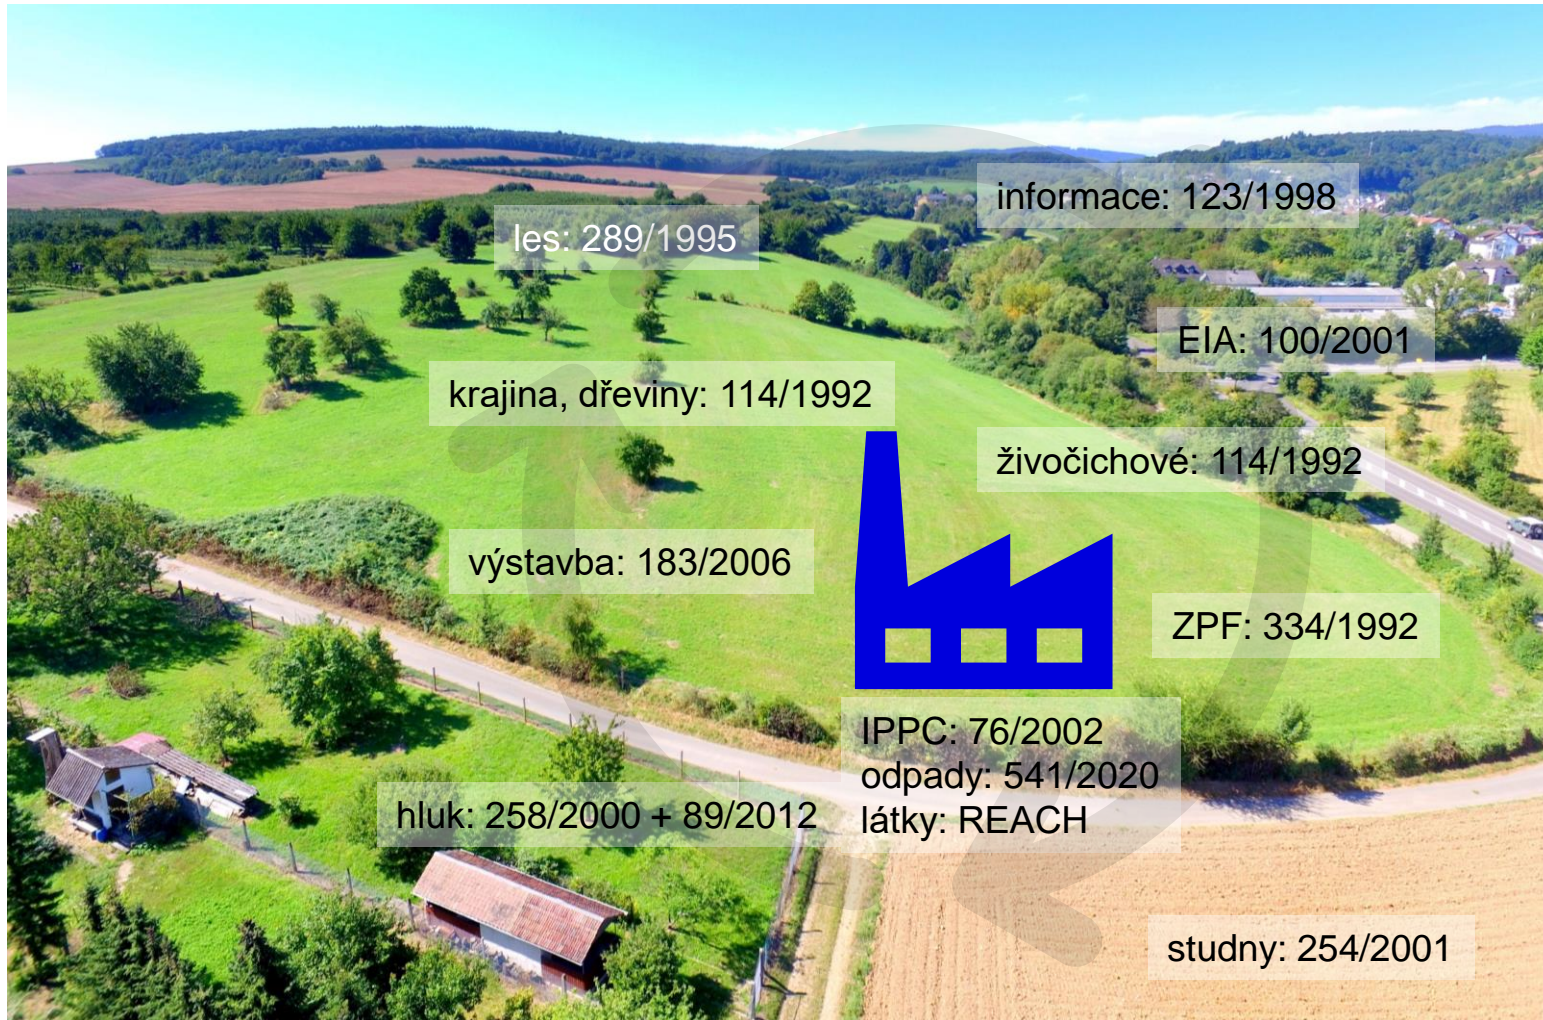 informace: 123/1998
les: 289/1995
EIA: 100/2001
krajina, dřeviny: 114/1992
živočichové: 114/1992
výstavba: 183/2006
ZPF: 334/1992
IPPC: 76/2002
odpady: 541/2020
látky: REACH
hluk: 258/2000 + 89/2012
studny: 254/2001